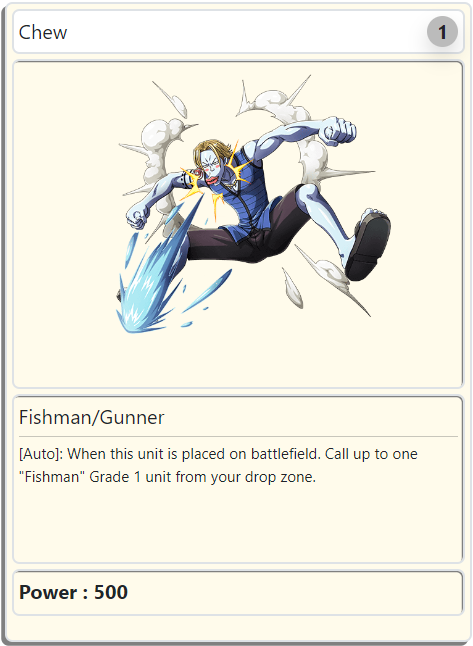 Chew
1
Fishman/Gunner
[Auto]: When this unit is placed on battlefield. Call up to one
"Fishman" Grade 1 unit from your drop zone.
Power : 500